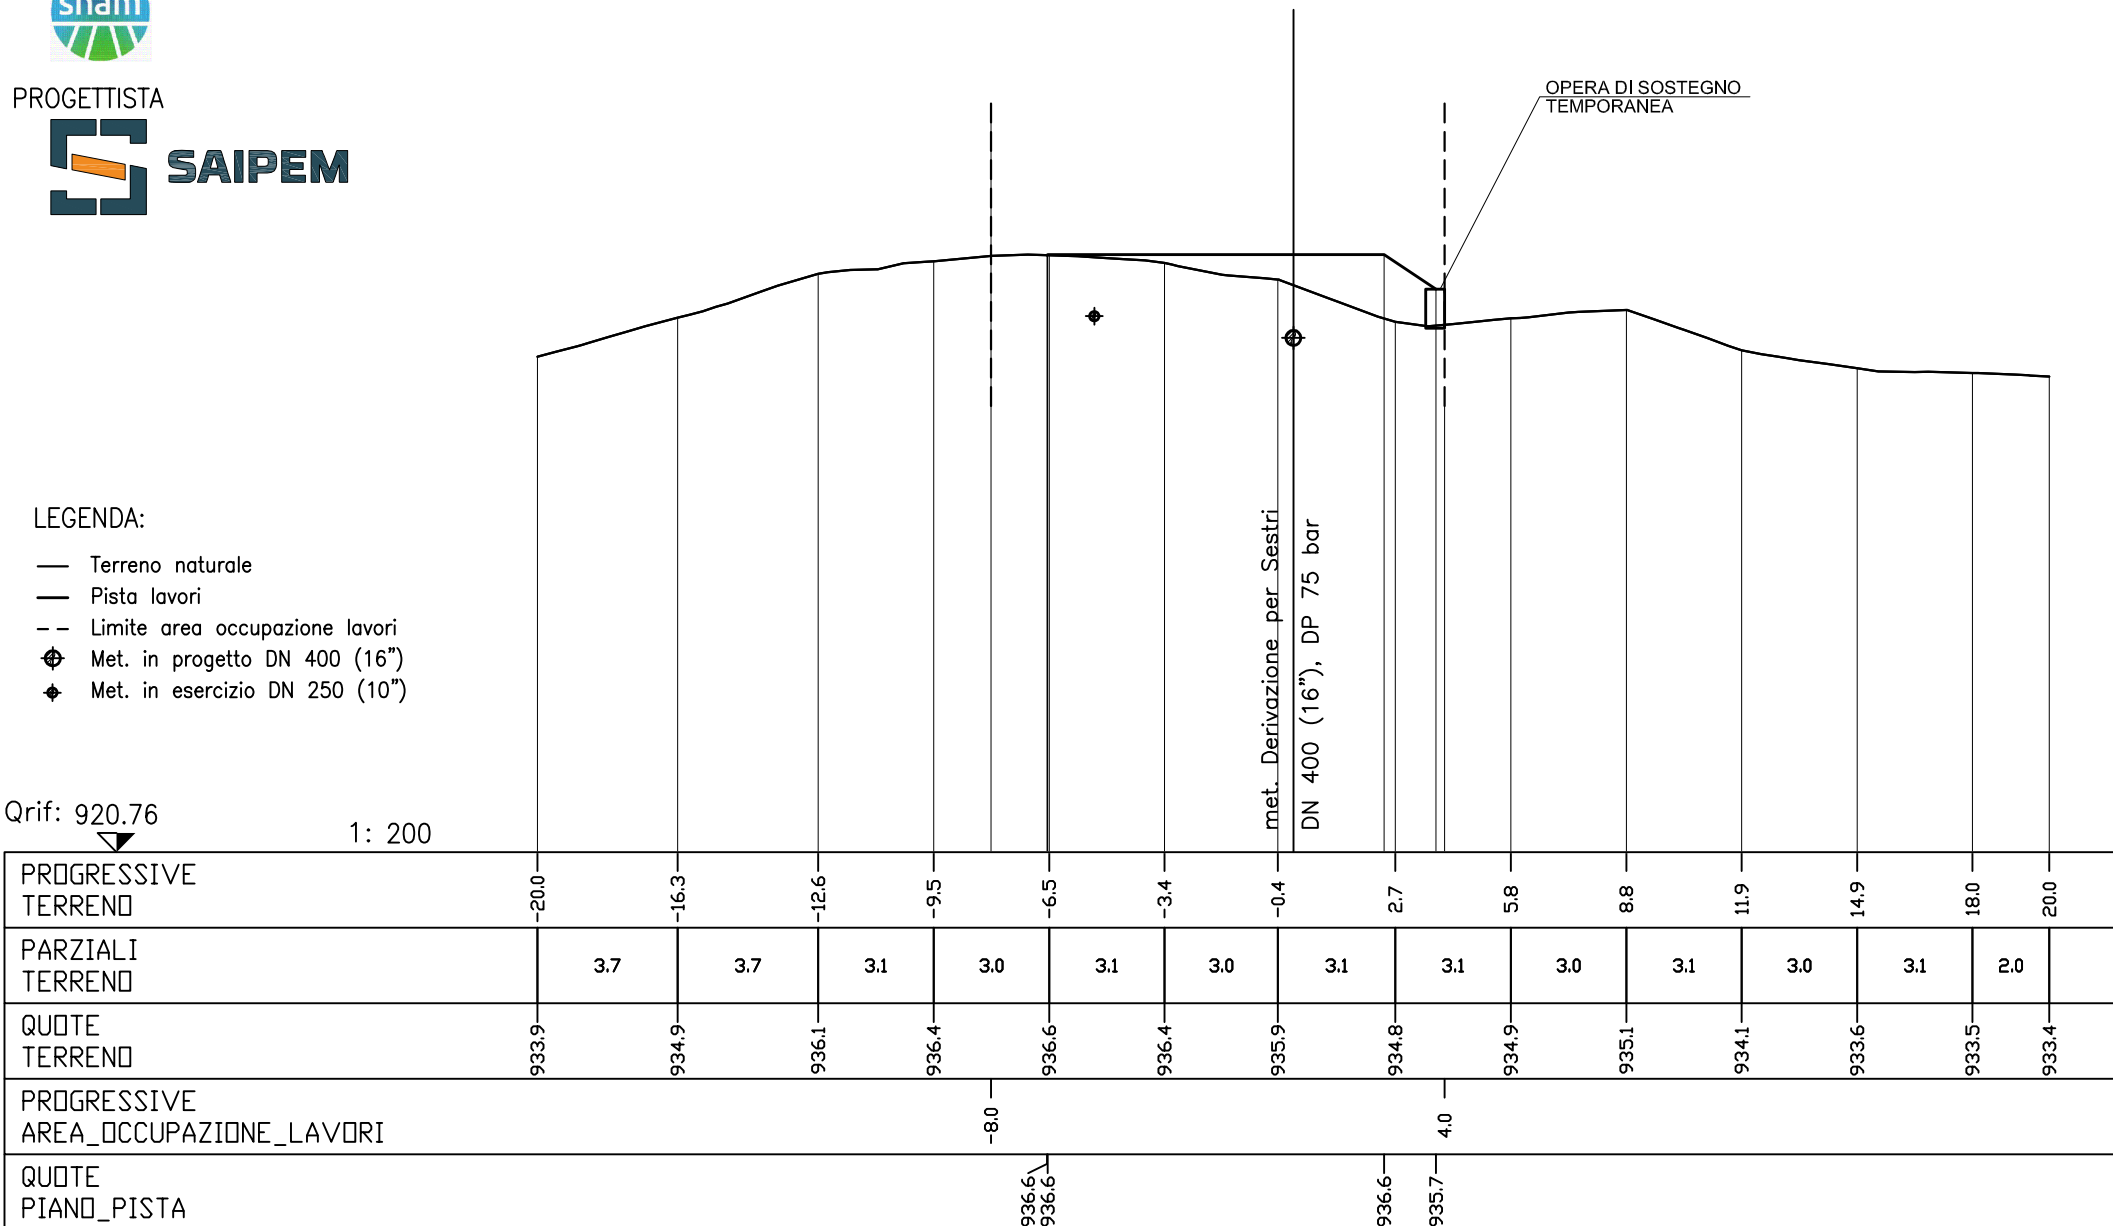 snam
PROGETTISTA
SAIPEM
OPERA DI SOSTEGNO
TEMPORANEA
LEGENDA:
Terreno naturale
Pista lavori
Limite area occupazione lavori
Met. in progetto DN 400 (16")
Met. in esercizio DN 250 (10")
met. Derivazione per Sestri
DN 400 (16"), DP 75 bar
Qrif: 920.76
1: 200
PROGRESSIVE
TERRENO
-20.0 -16.3 -12.6 -9.5 -6.5 -3.4 -0.4 2.7 5.8 8.8 11.9 14.9 18.0 20.0
PARZIALI
TERRENO
3.7 3.7 3.1 3.0 3.1 3.0 3.1 3.1 3.0 3.1 3.0 3.1 2.0
QUOTE
TERRENO
933.9 934.9 936.1 936.4 936.6 936.4 935.9 934.8 934.9 935.1 934.1 933.6 933.5 933.4
PROGRESSIVE
AREA_OCCUPAZIONE_LAVORI
-8.0 4.0
QUOTE
PIANO_PISTA
936.6 936.6 936.6 935.7